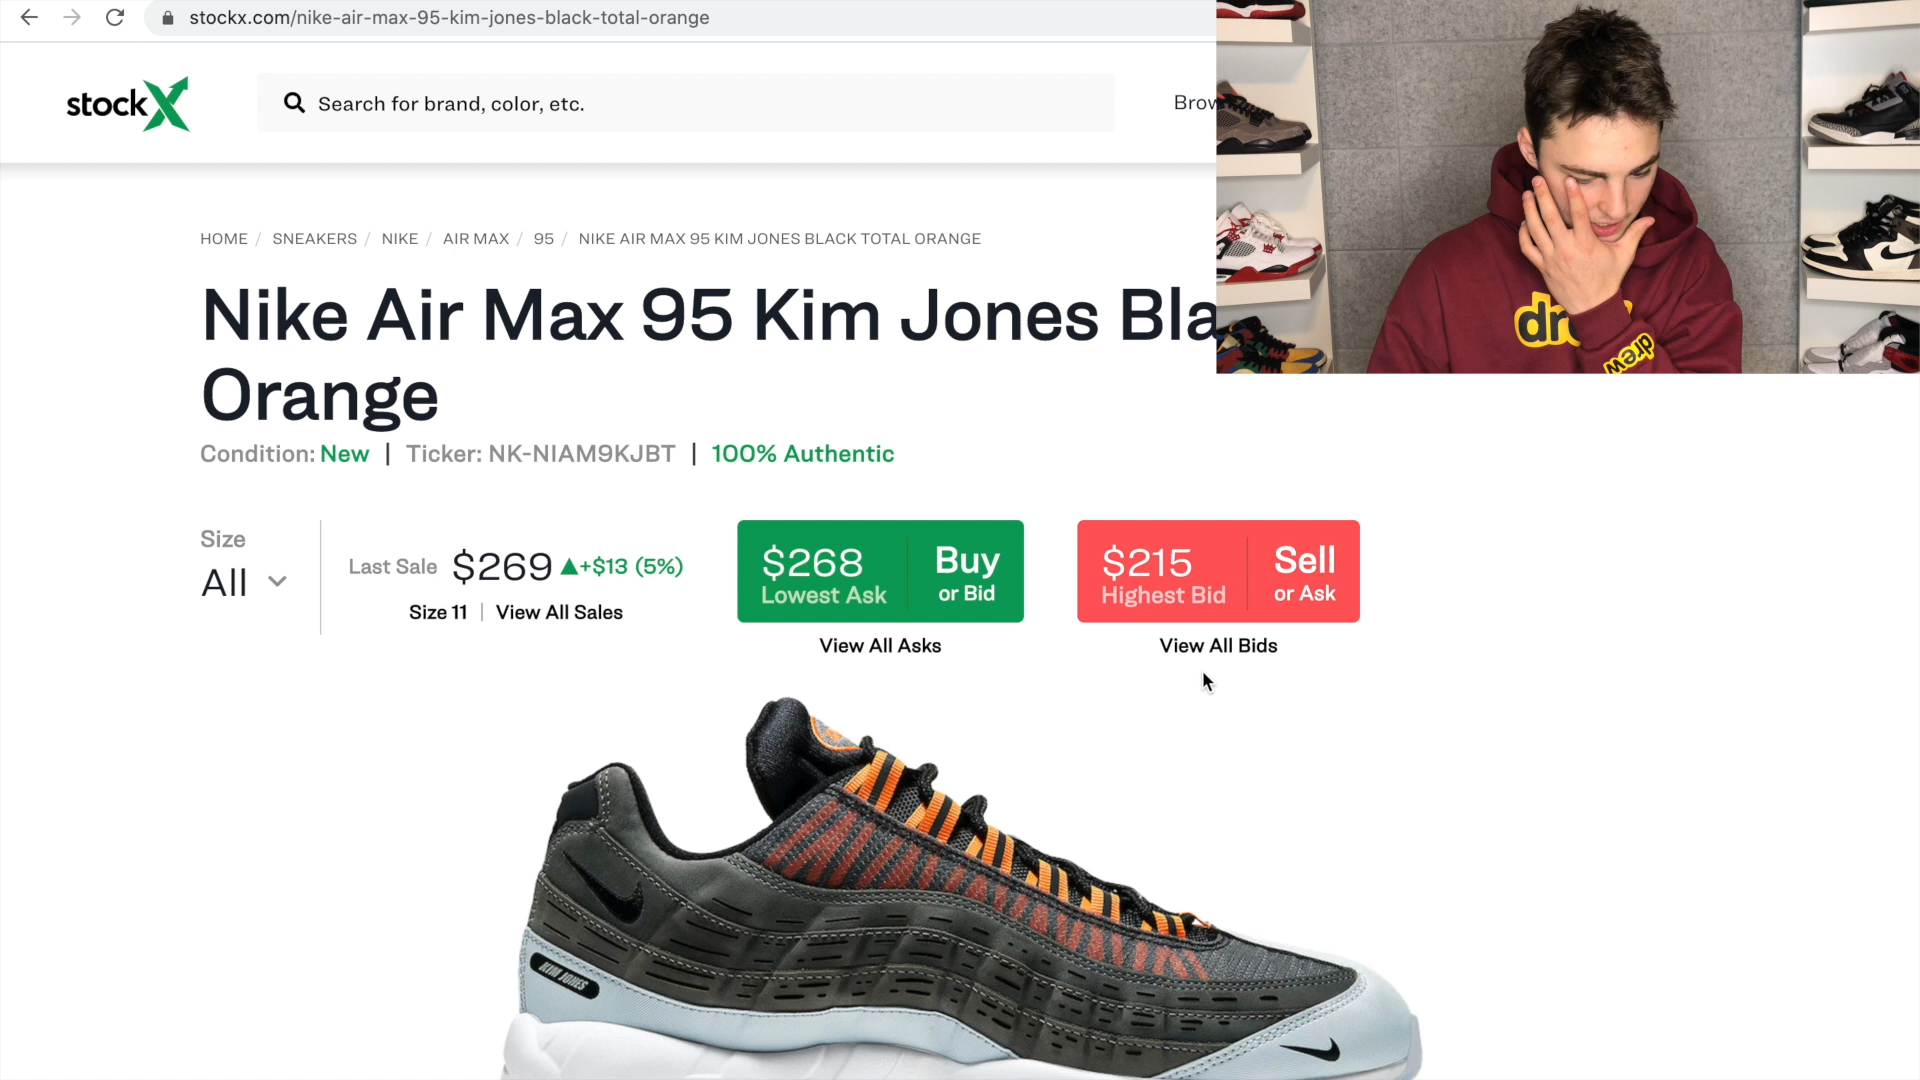 stockx.com/nike-air-max-95-kim-jones-black-total-orange
stockX
Search for brand, color, etc.
Brow
HOME / SNEAKERS / NIKE / AIR MAX / 95 / NIKE AIR MAX 95 KIM JONES BLACK TOTAL ORANGE
Nike Air Max 95 Kim Jones Bla
Orange
Condition: New | Ticker: NK-NIAM9KJBT | 100% Authentic
Size
All
Last Sale $269 ▲+$13 (5%)
Size 11 | View All Sales
$268 Buy
Lowest Ask or Bid
View All Asks
$215 Sell
Highest Bid or Ask
View All Bids
KIM JONES
drew